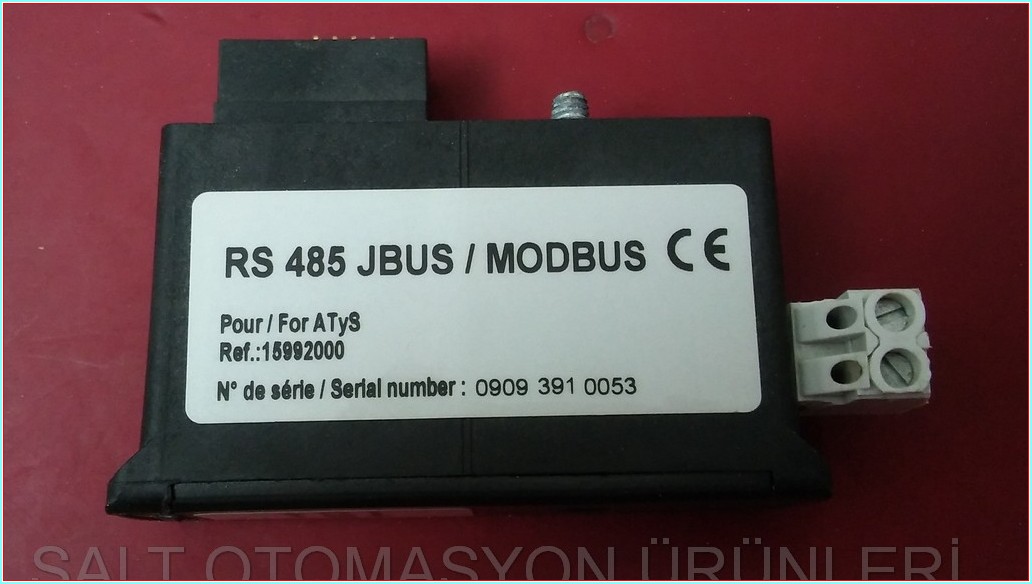 RS 485 JBUS / MODBUS CE
Pour / For ATyS
Ref.:15992000
N° de série / Serial number : 0909 391 0053
SALT OTOMASYON ÜRÜNLERİ